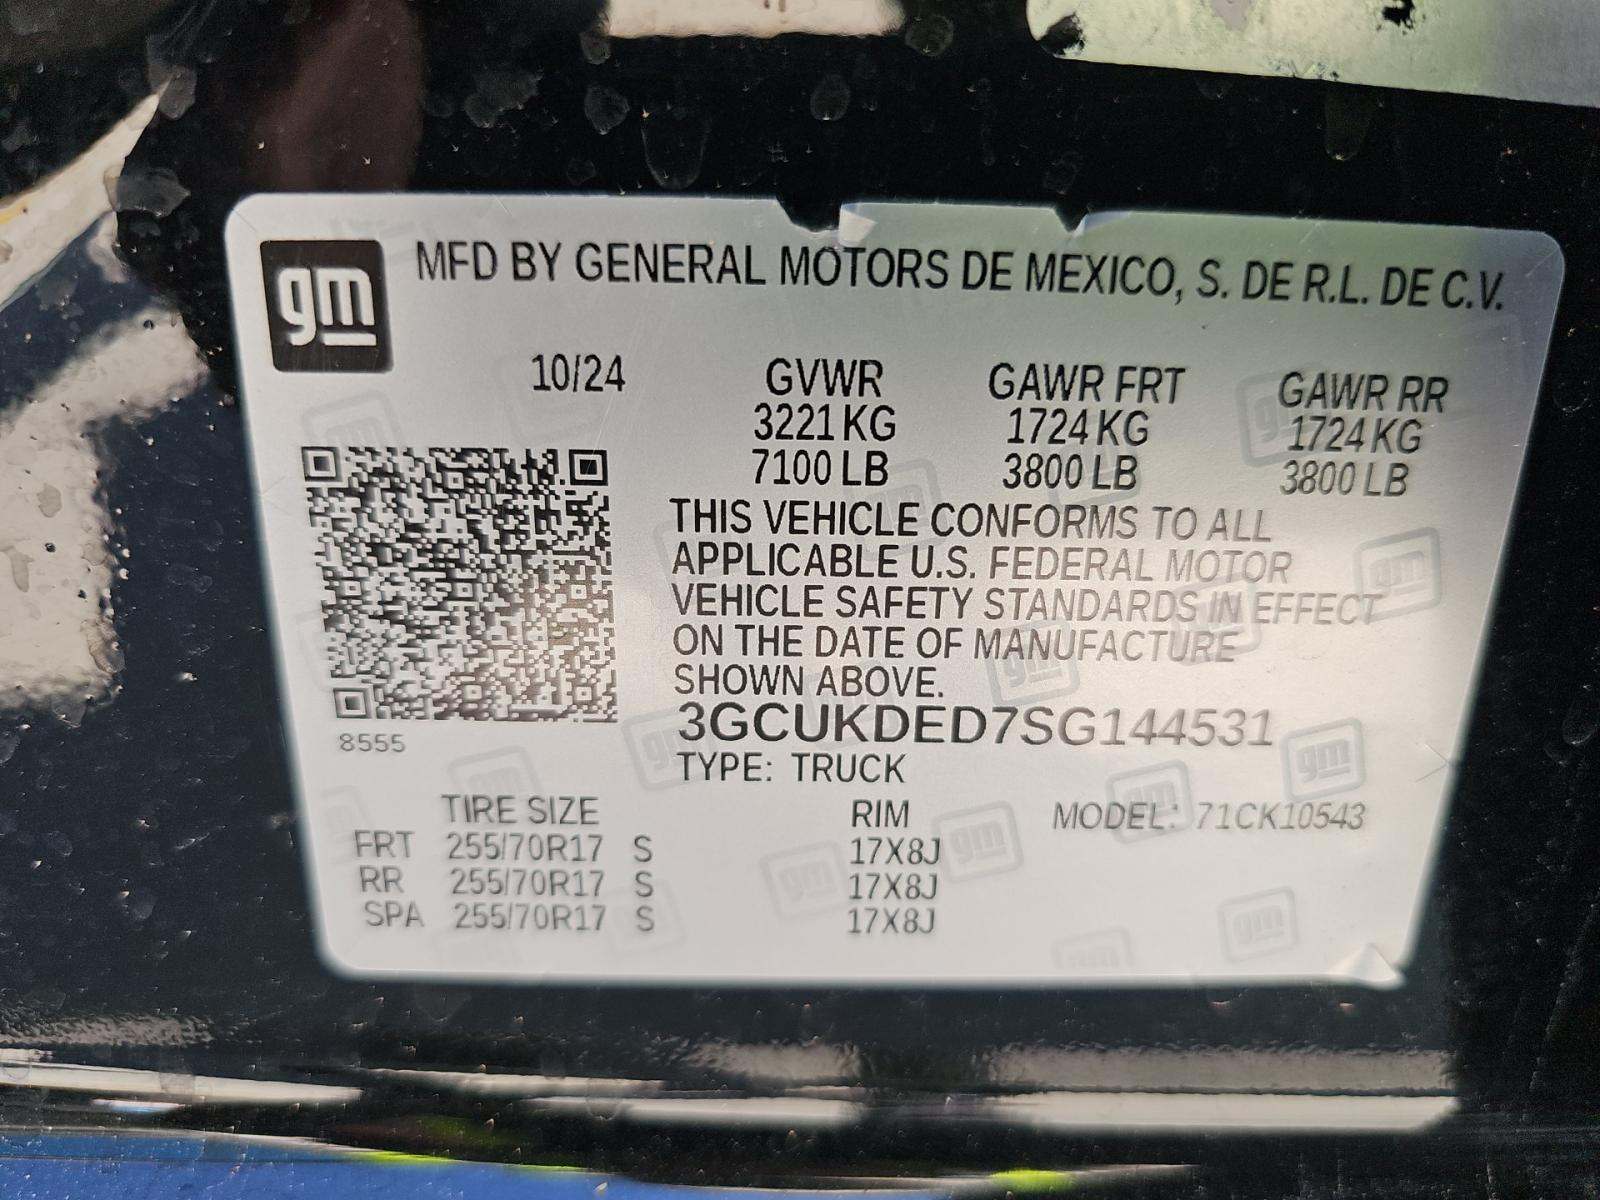 gm MFD BY GENERAL MOTORS DE MEXICO, S. DE R.L. DE C.V.
10/24 GVWR GAWR FRT GAWR RR
3221 KG 1724 KG 1724 KG
7100 LB 3800 LB 3800 LB
THIS VEHICLE CONFORMS TO ALL
APPLICABLE U.S. FEDERAL MOTOR
VEHICLE SAFETY STANDARDS IN EFFECT
ON THE DATE OF MANUFACTURE
SHOWN ABOVE.
3GCUKDED7SG144531
8555
TYPE: TRUCK
TIRE SIZE RIM MODEL: 71CK10543
FRT 255/70R17 S 17X8J
RR 255/70R17 S 17X8J
SPA 255/70R17 S 17X8J